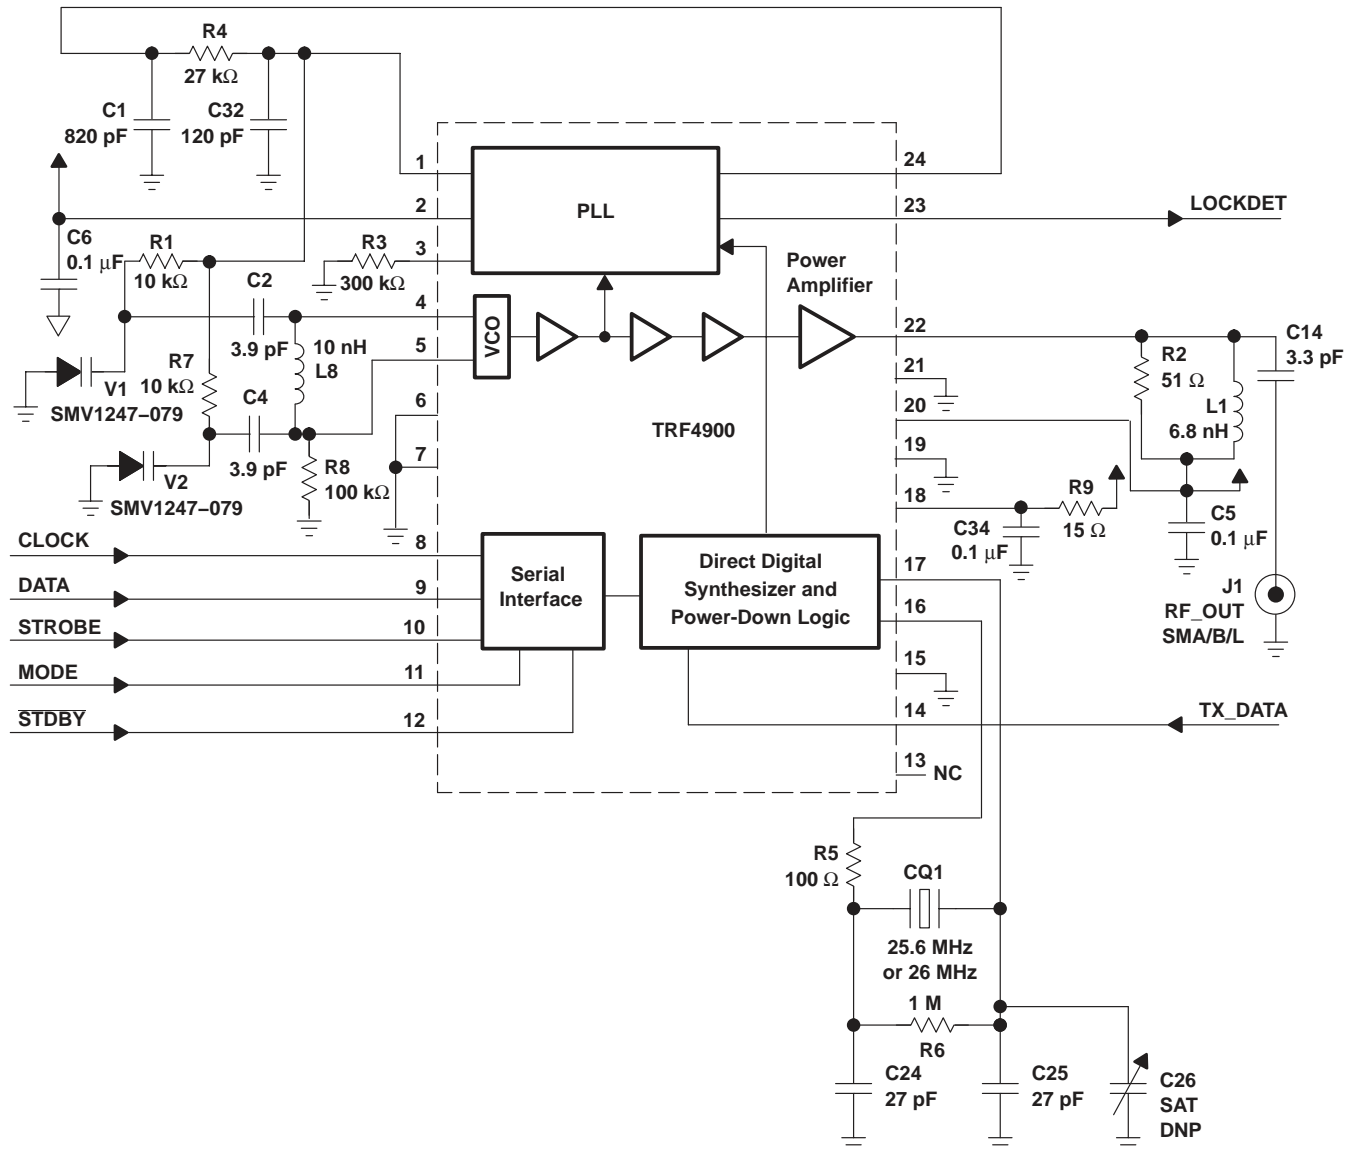 R4
27 kΩ
C1
820 pF
C32
120 pF
1
2
3
4
5
6
7
8
9
10
11
12
24
23
22
21
20
19
18
17
16
15
14
13
NC
PLL
LOCKDET
C6
0.1 µF
R1
10 kΩ
R3
300 kΩ
C2
3.9 pF
10 nH
L8
VCO
Power
Amplifier
V1
SMV1247–079
R7
10 kΩ
C4
3.9 pF
V2
SMV1247–079
R8
100 kΩ
TRF4900
R2
51 Ω
L1
6.8 nH
C14
3.3 pF
R9
15 Ω
C34
0.1 µF
C5
0.1 µF
J1
RF_OUT
SMA/B/L
CLOCK
DATA
STROBE
MODE
STDBY
Serial
Interface
Direct Digital
Synthesizer and
Power-Down Logic
TX_DATA
R5
100 Ω
CQ1
25.6 MHz
or 26 MHz
1 M
R6
C24
27 pF
C25
27 pF
C26
SAT
DNP